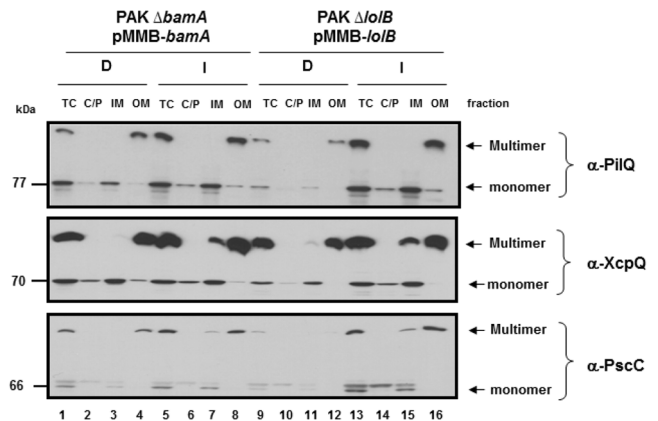 PAK ΔbamA PAK ΔlolB
pMMB-bamA pMMB-lolB
D I D I
kDa TC C/P IM OM TC C/P IM OM TC C/P IM OM TC C/P IM OM fraction
← Multimer
α-PilQ
77 ← monomer
← Multimer
α-XcpQ
70 ← monomer
← Multimer
α-PscC
66 ← monomer
1 2 3 4 5 6 7 8 9 10 11 12 13 14 15 16